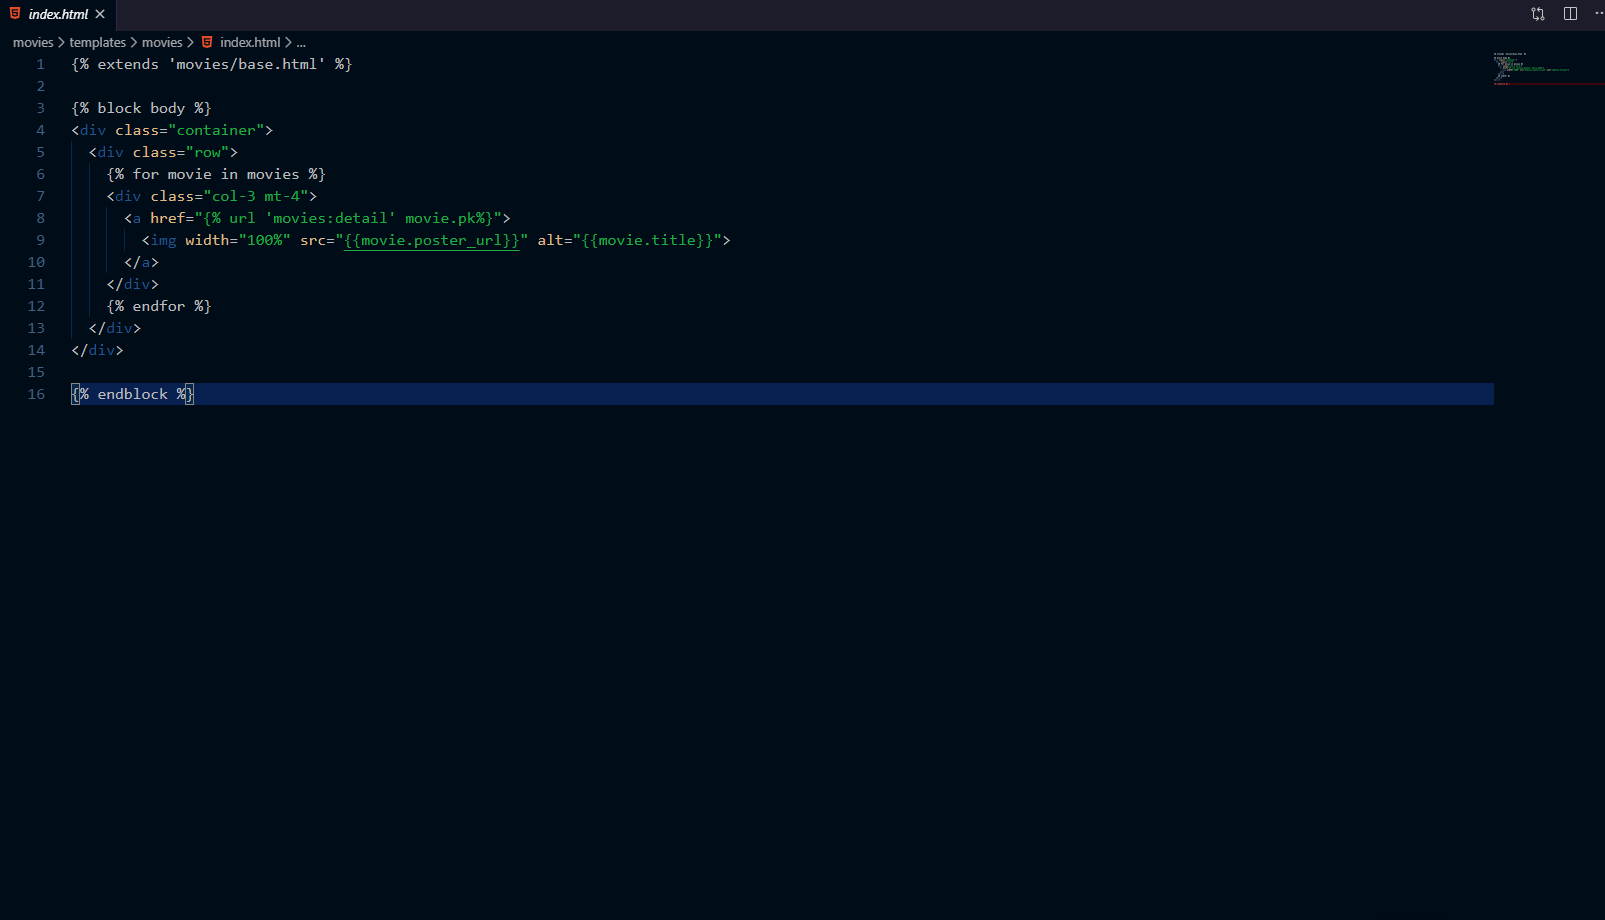 index.html
movies > templates > movies > index.html > ...
1 {% extends 'movies/base.html' %}
2
3 {% block body %}
4 <div class="container">
5   <div class="row">
6     {% for movie in movies %}
7     <div class="col-3 mt-4">
8       <a href="{% url 'movies:detail' movie.pk%}">
9         <img width="100%" src="{{movie.poster_url}}" alt="{{movie.title}}">
10       </a>
11     </div>
12     {% endfor %}
13   </div>
14 </div>
15
16 {% endblock %}